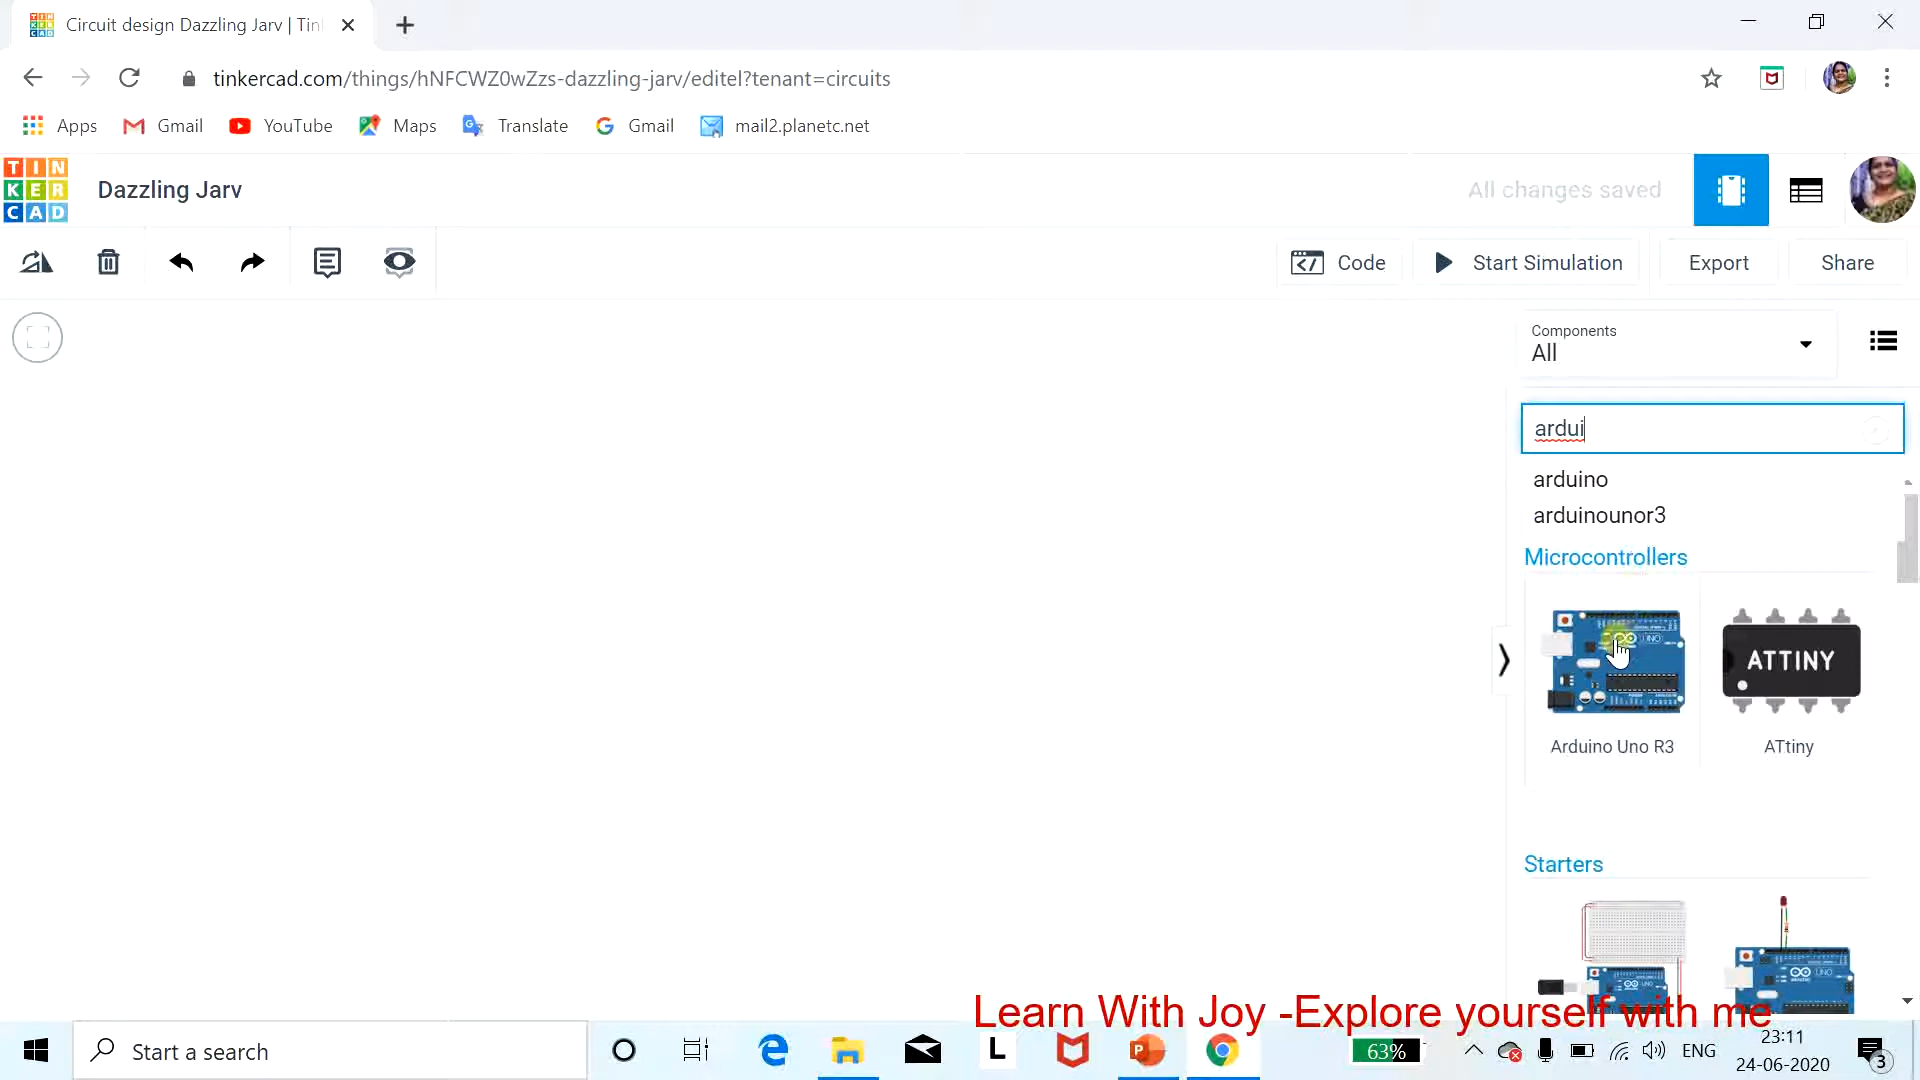 Circuit design Dazzling Jarv | Tin
tinkercad.com/things/hNFCWZ0wZzs-dazzling-jarv/editel?tenant=circuits
Apps Gmail YouTube Maps Translate Gmail mail2.planetc.net
TIN
KER
CAD
Dazzling Jarv
All changes saved
Code Start Simulation Export Share
Components
All
ardui
arduino
arduinounor3
Microcontrollers
UNO
ATTINY
Arduino Uno R3 ATtiny
Starters
Learn With Joy -Explore yourself with me
Start a search
63%
ENG
23:11
24-06-2020
3